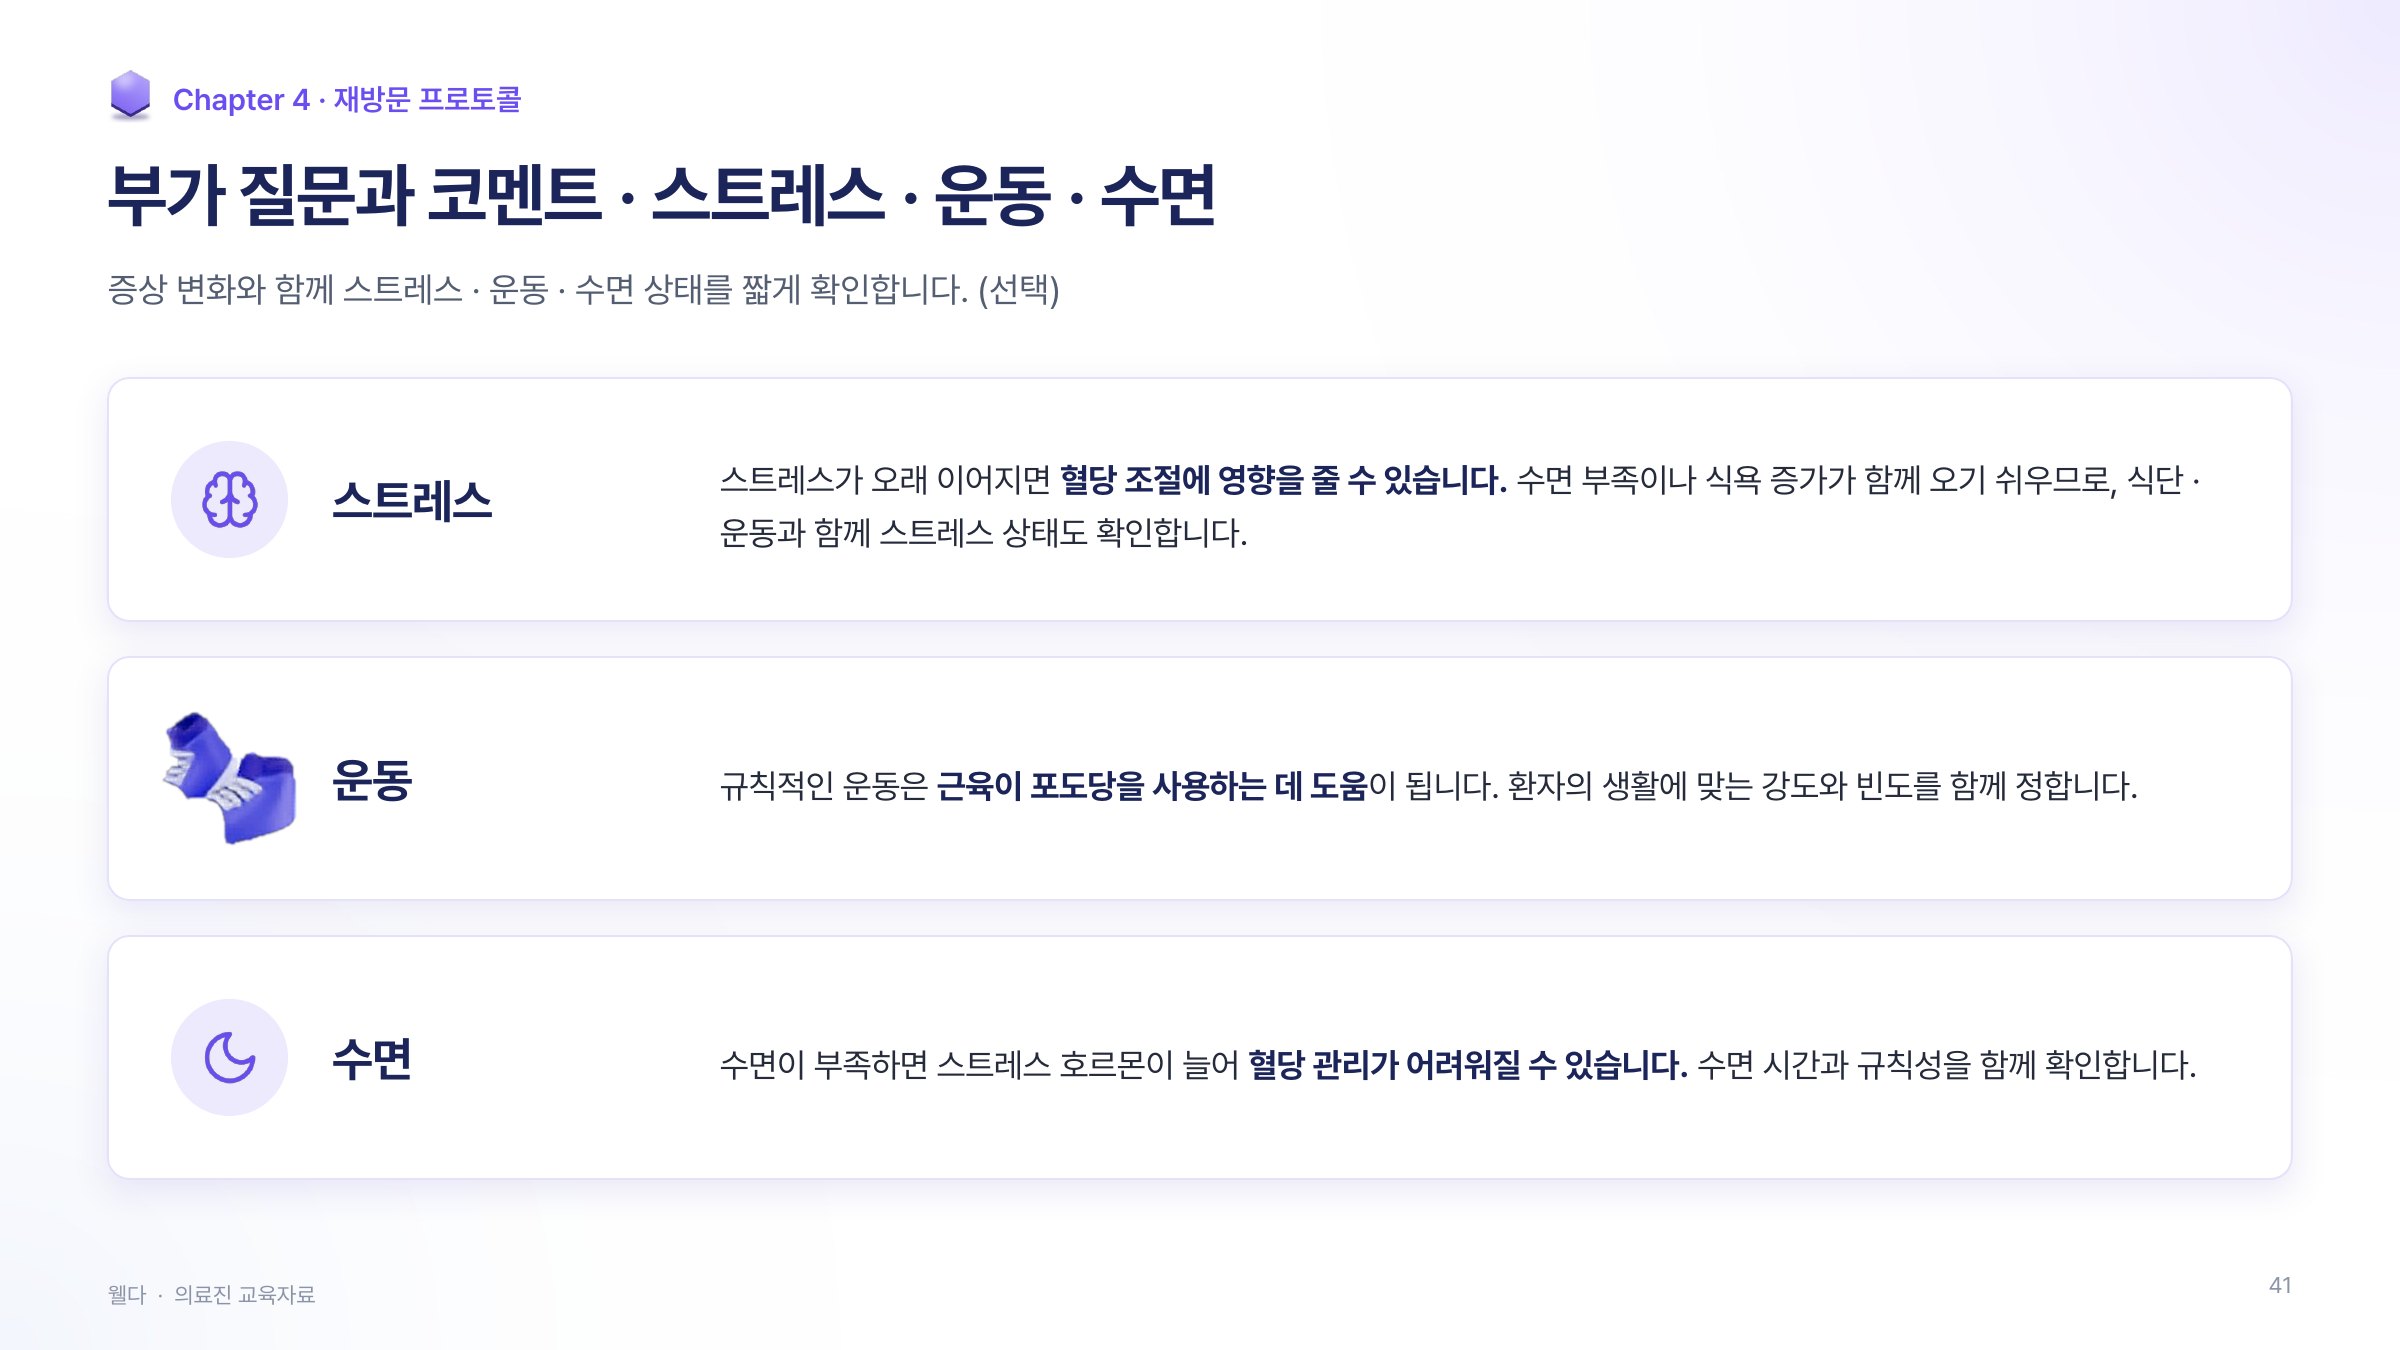 Chapter 4 · 재방문 프로토콜
부가 질문과 코멘트 · 스트레스 · 운동 · 수면
증상 변화와 함께 스트레스 · 운동 · 수면 상태를 짧게 확인합니다. (선택)
스트레스
스트레스가 오래 이어지면 혈당 조절에 영향을 줄 수 있습니다. 수면 부족이나 식욕 증가가 함께 오기 쉬우므로, 식단 ·
운동과 함께 스트레스 상태도 확인합니다.
운동
규칙적인 운동은 근육이 포도당을 사용하는 데 도움이 됩니다. 환자의 생활에 맞는 강도와 빈도를 함께 정합니다.
수면
수면이 부족하면 스트레스 호르몬이 늘어 혈당 관리가 어려워질 수 있습니다. 수면 시간과 규칙성을 함께 확인합니다.
웰다 · 의료진 교육자료
41